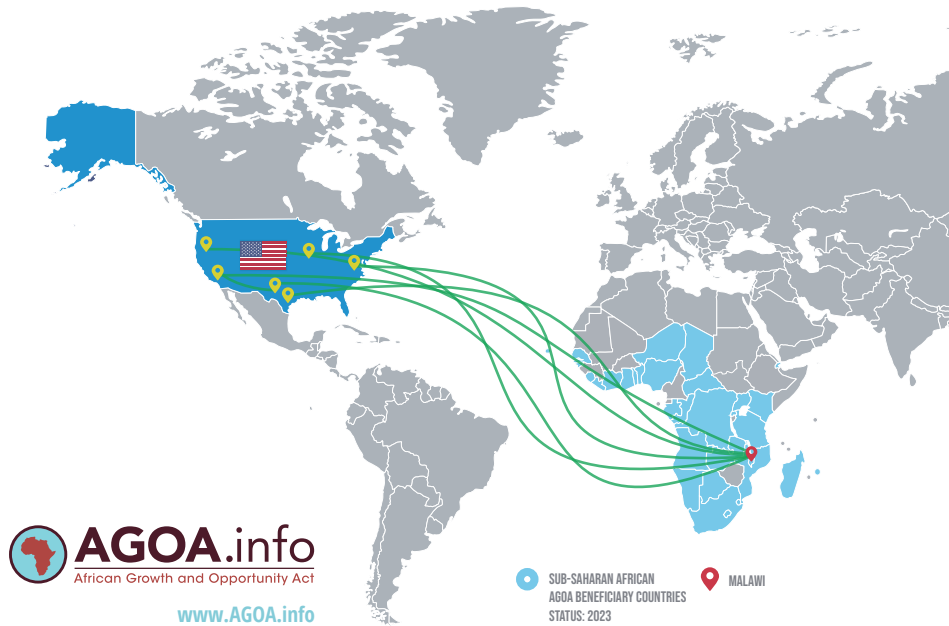 AGOA.info
African Growth and Opportunity Act
www.AGOA.info
SUB-SAHARAN AFRICAN
AGOA BENEFICIARY COUNTRIES
STATUS: 2023
MALAWI